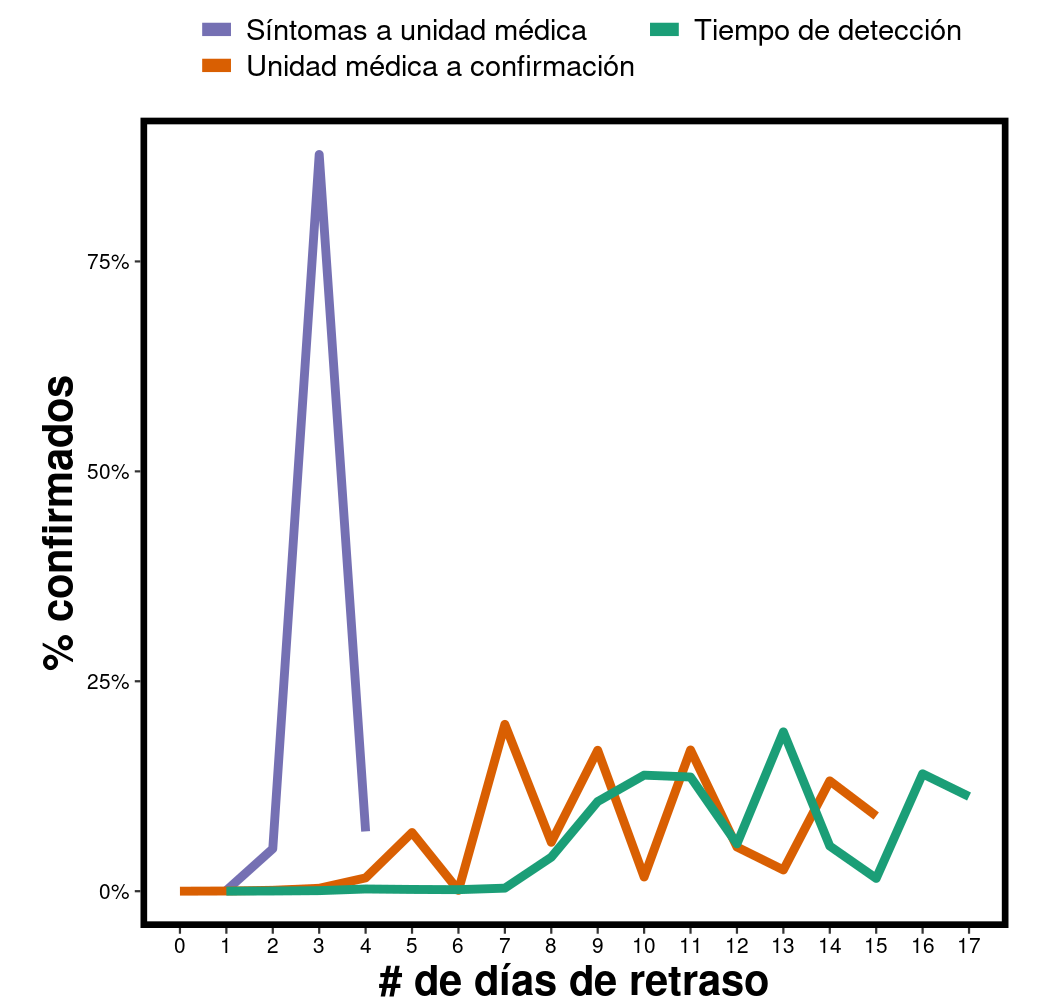 Síntomas a unidad médica
Tiempo de detección
Unidad médica a confirmación
% confirmados
75%
50%
25%
0%
0 1 2 3 4 5 6 7 8 9 10 11 12 13 14 15 16 17
# de días de retraso